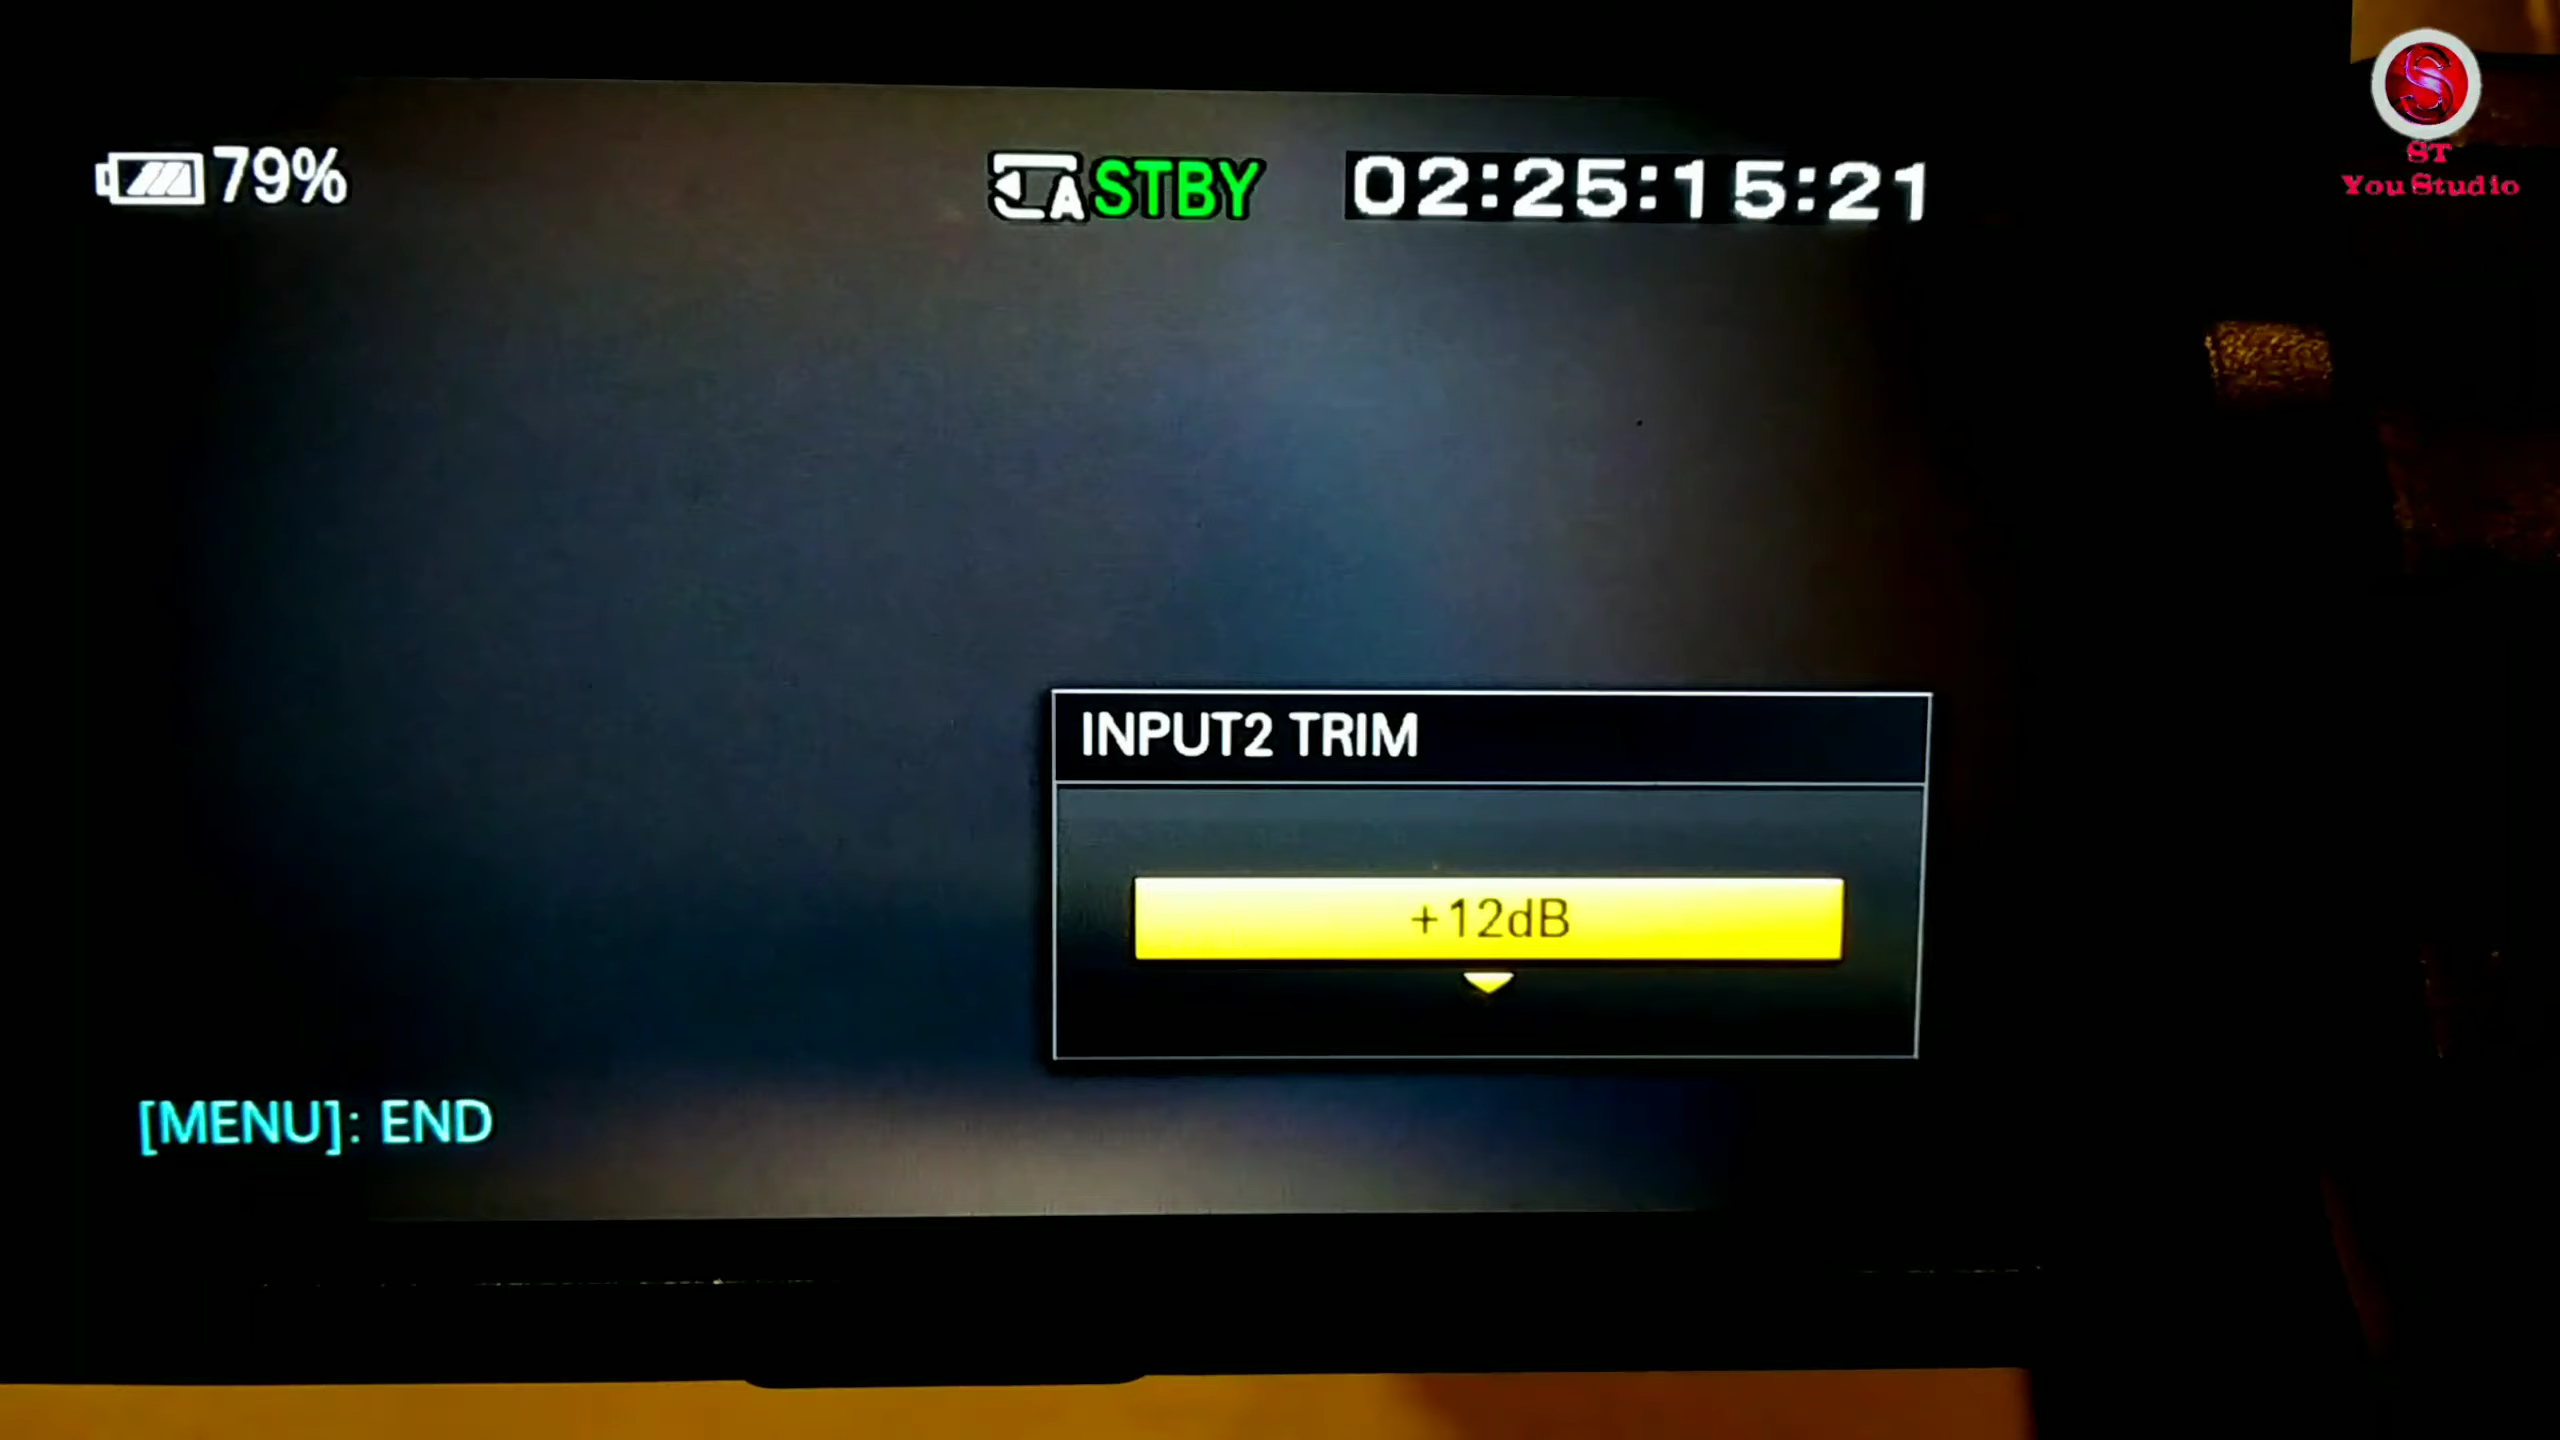 79%
A STBY 02:25:15:21
INPUT2 TRIM
+12dB
[MENU]: END
S
ST
You Studio